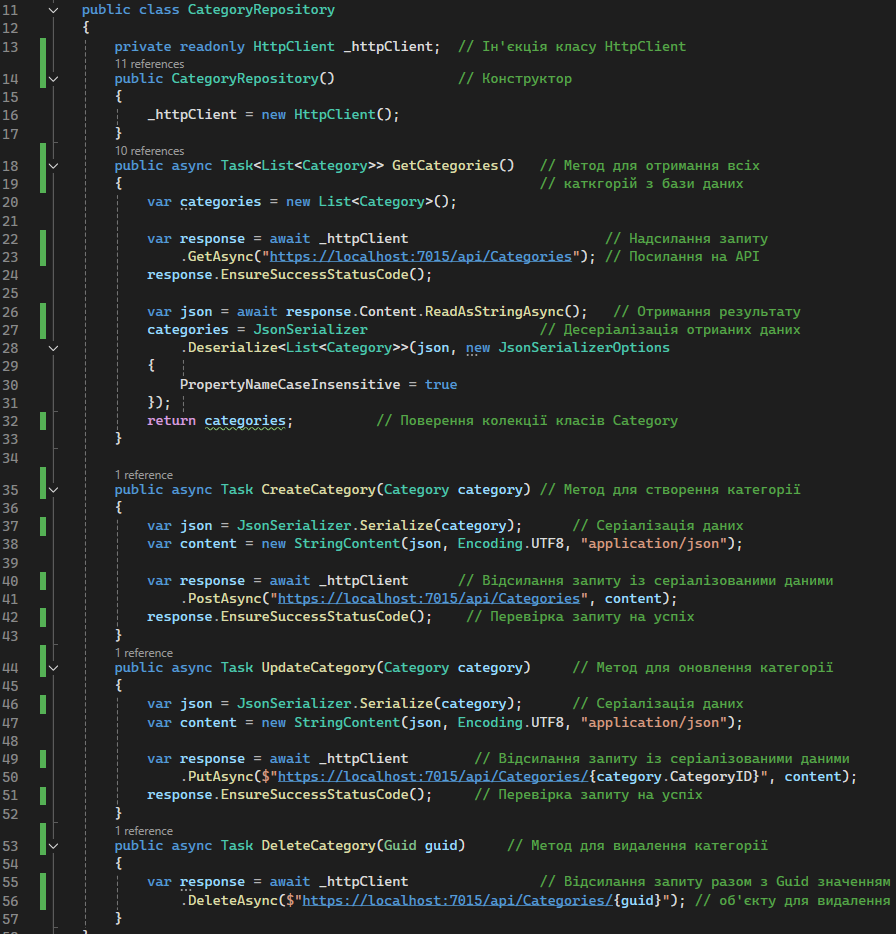 11 public class CategoryRepository
12 {
13 private readonly HttpClient _httpClient; // Ін'єкція класу HttpClient
11 references
14 public CategoryRepository() // Конструктор
15 {
16 _httpClient = new HttpClient();
17 }
10 references
18 public async Task<List<Category>> GetCategories() // Метод для отримання всіх
19 { // каткгорій з бази даних
20 var categories = new List<Category>();
21
22 var response = await _httpClient // Надсилання запиту
23 .GetAsync("https://localhost:7015/api/Categories"); // Посилання на API
24 response.EnsureSuccessStatusCode();
25
26 var json = await response.Content.ReadAsStringAsync(); // Отримання результату
27 categories = JsonSerializer // Десеріалізація отрианих даних
28 .Deserialize<List<Category>>(json, new JsonSerializerOptions
29 {
30 PropertyNameCaseInsensitive = true
31 });
32 return categories; // Поверення колекції класів Category
33 }
34
1 reference
35 public async Task CreateCategory(Category category) // Метод для створення категорії
36 {
37 var json = JsonSerializer.Serialize(category); // Серіалізація даних
38 var content = new StringContent(json, Encoding.UTF8, "application/json");
39
40 var response = await _httpClient // Відсилання запиту із серіалізованими даними
41 .PostAsync("https://localhost:7015/api/Categories", content);
42 response.EnsureSuccessStatusCode(); // Перевірка запиту на успіх
43 }
1 reference
44 public async Task UpdateCategory(Category category) // Метод для оновлення категорії
45 {
46 var json = JsonSerializer.Serialize(category); // Серіалізація даних
47 var content = new StringContent(json, Encoding.UTF8, "application/json");
48
49 var response = await _httpClient // Відсилання запиту із серіалізованими даними
50 .PutAsync($"https://localhost:7015/api/Categories/{category.CategoryID}", content);
51 response.EnsureSuccessStatusCode(); // Перевірка запиту на успіх
52 }
1 reference
53 public async Task DeleteCategory(Guid guid) // Метод для видалення категорії
54 {
55 var response = await _httpClient // Відсилання запиту разом з Guid значенням
56 .DeleteAsync($"https://localhost:7015/api/Categories/{guid}"); // об'єкту для видалення
57 }